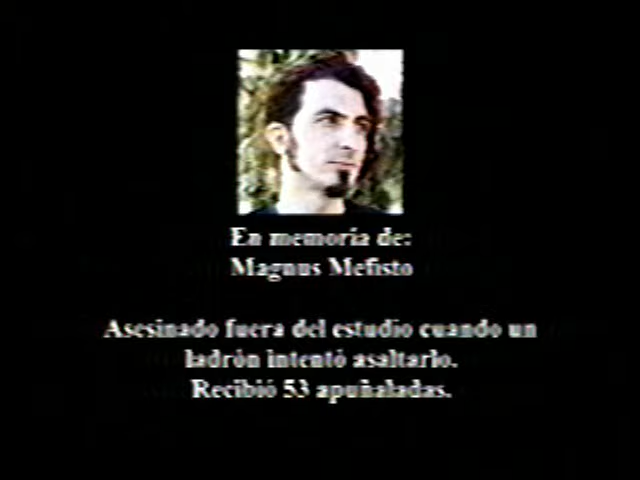 En memoria de:
Magnus Mefisto
Asesinado fuera del estudio cuando un
ladrón intentó asaltarlo.
Recibió 53 apuñaladas.